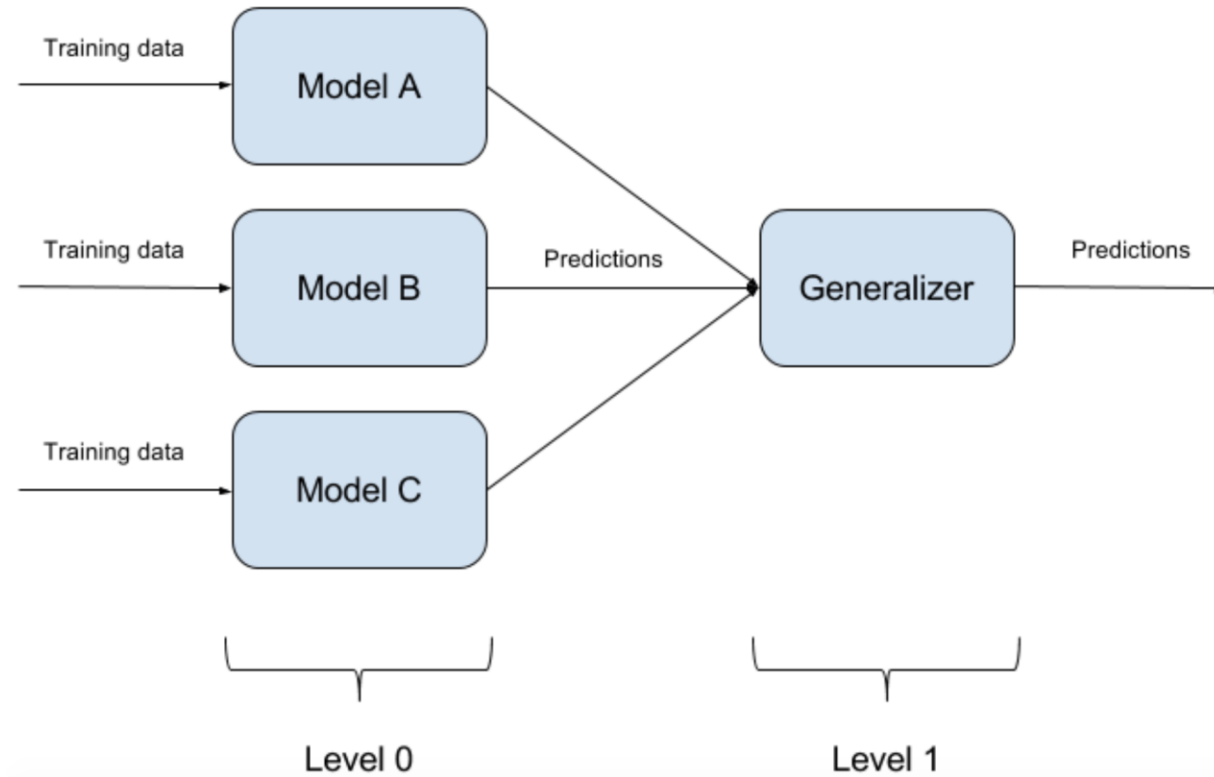 Training data
Model A
Training data
Model B
Predictions
Generalizer
Predictions
Training data
Model C
Level 0
Level 1